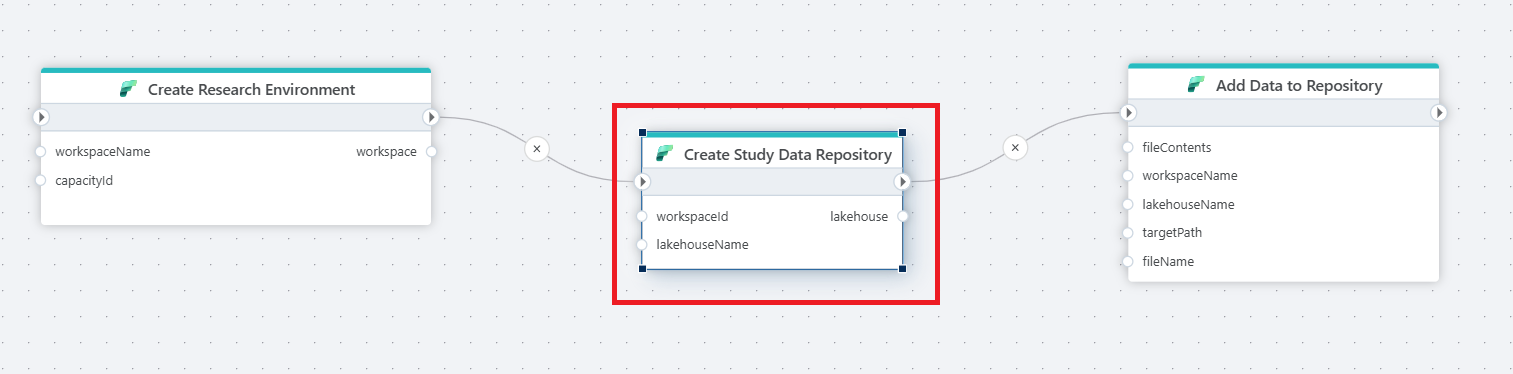 Create Research Environment
workspaceName
workspace
capacityId
Create Study Data Repository
workspaceId
lakehouse
lakehouseName
Add Data to Repository
fileContents
workspaceName
lakehouseName
targetPath
fileName